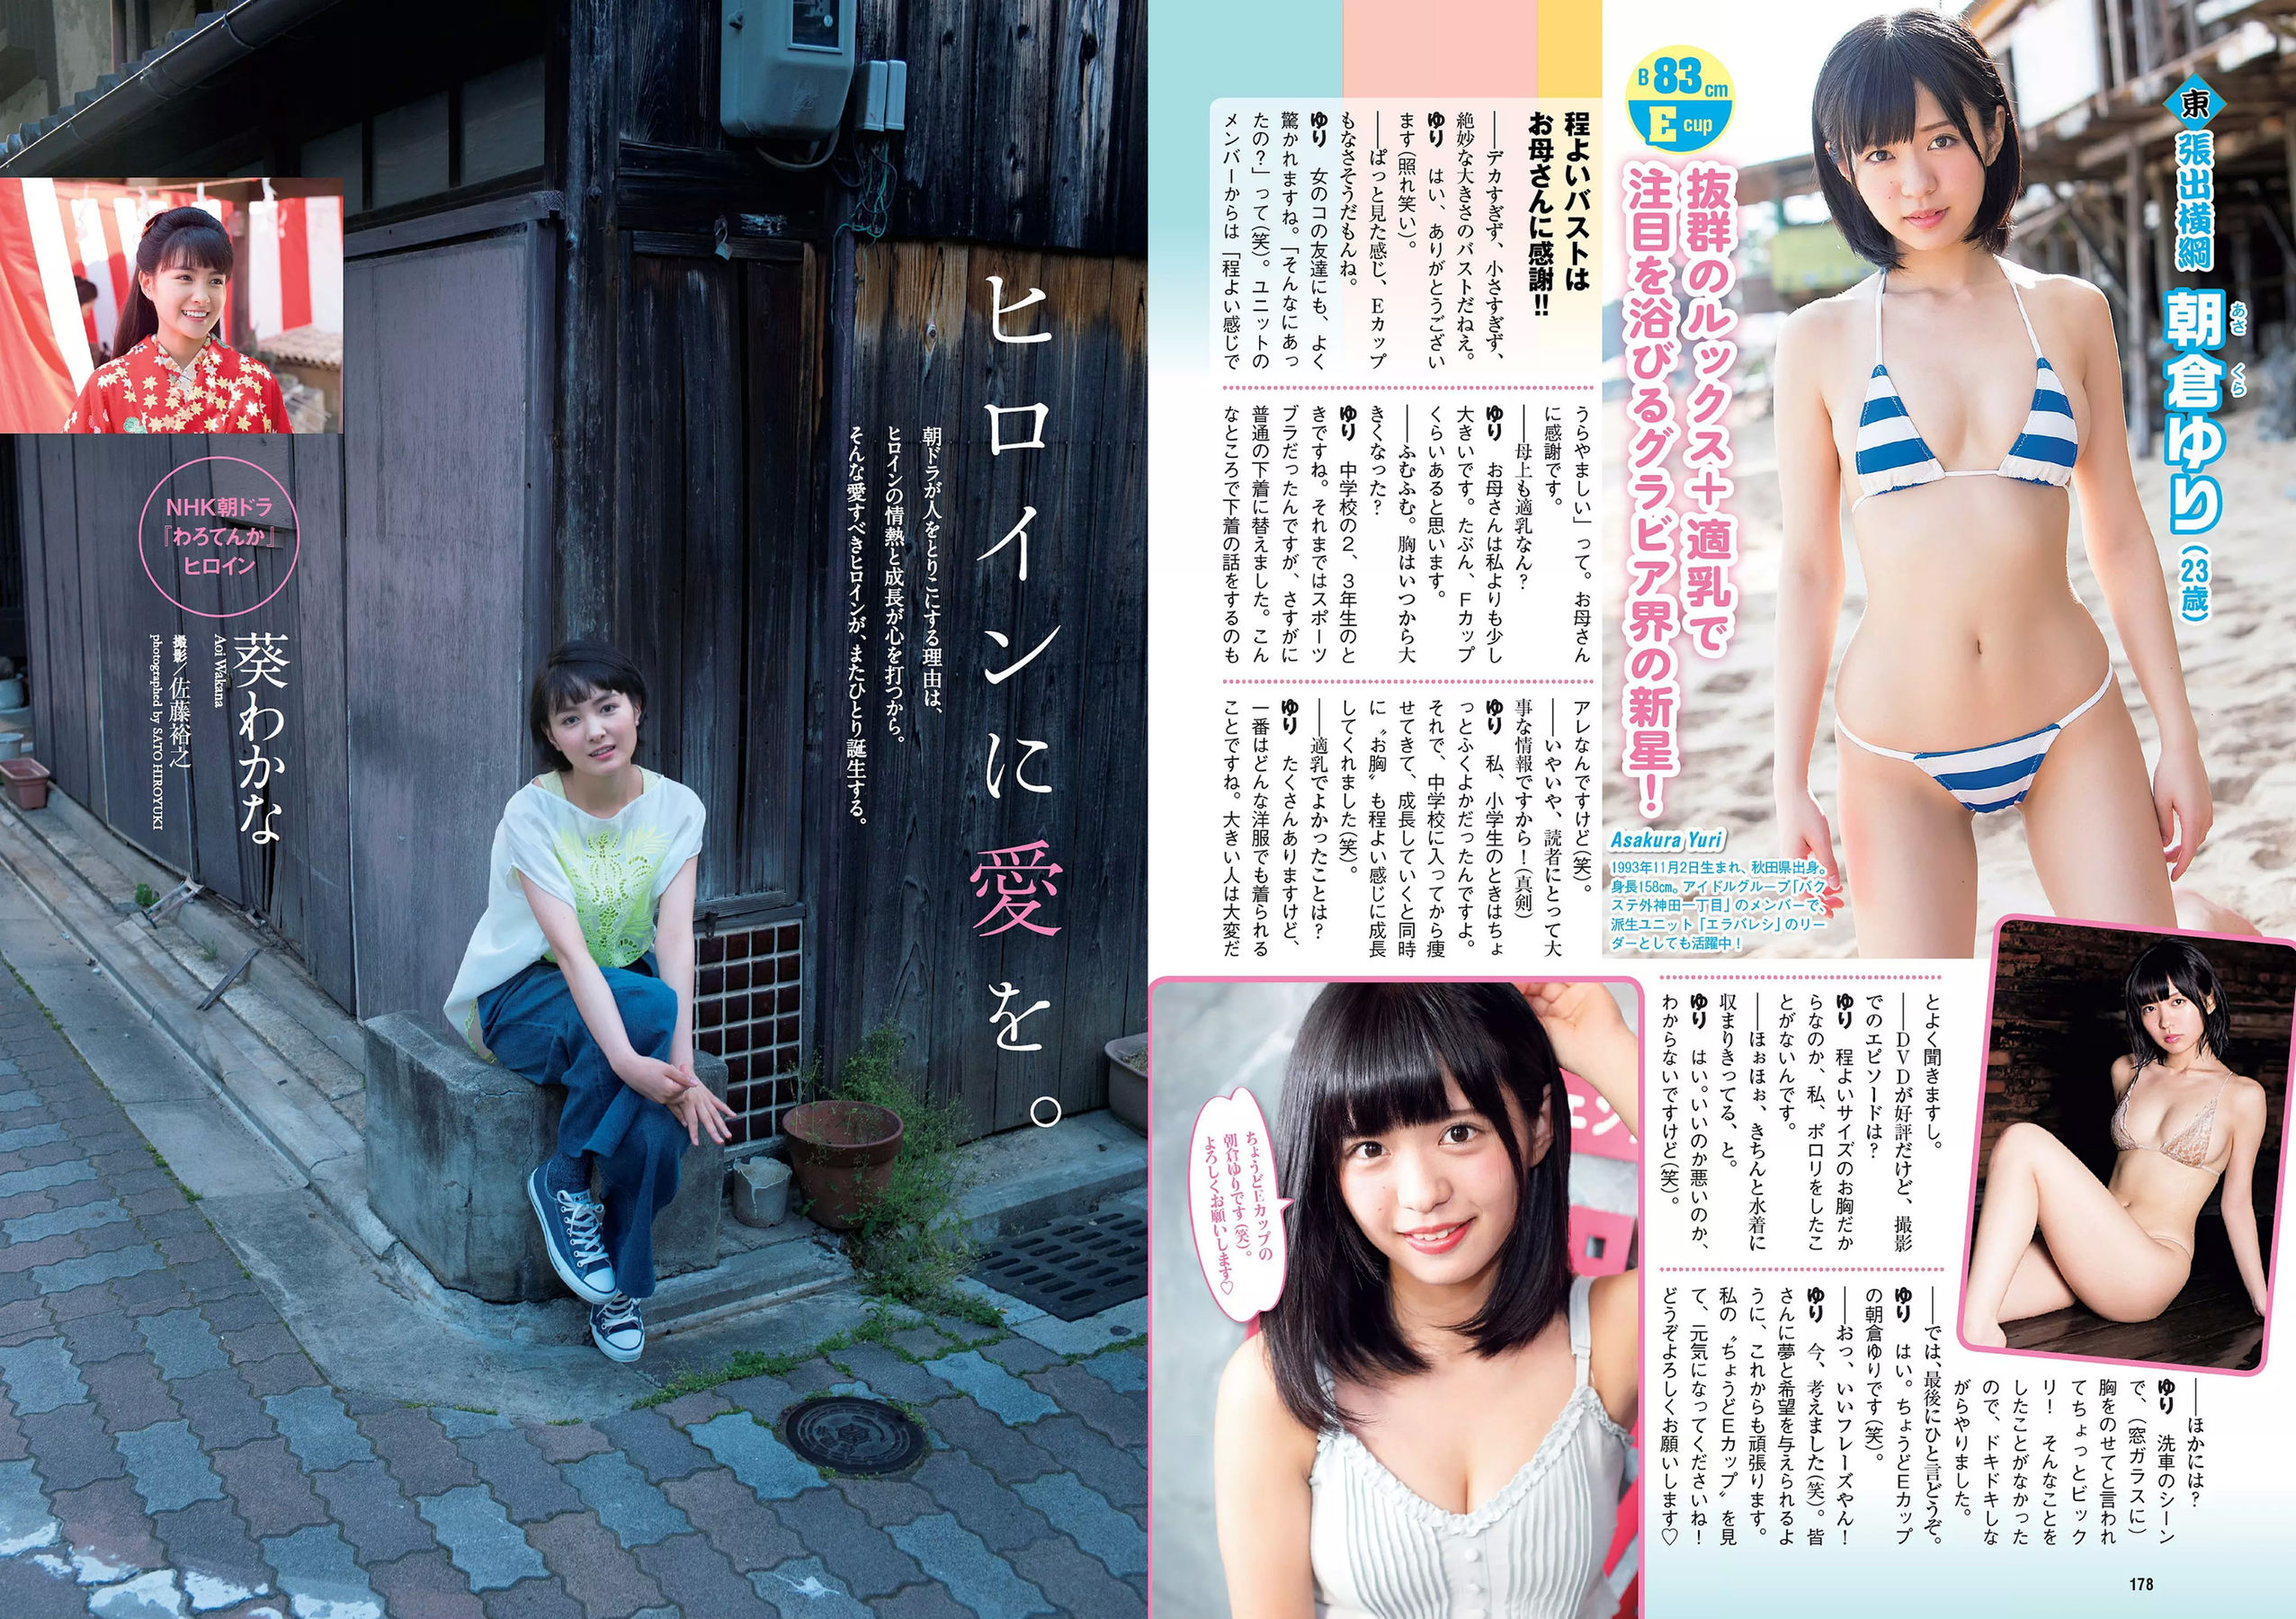 東 張出横綱 朝倉ゆり(23歳)
あさ くら
B 83 cm
E cup
抜群のルックス＋適乳で
注目を浴びるグラビア界の新星！
Asakura Yuri
1993年11月2日生まれ、秋田県出身。
身長158㎝。アイドルグループ「バク
ステ外神田一丁目」のメンバーで、
派生ユニット「エラバレシ」のリー
ダーとしても活躍中！
程よいバストは
お母さんに感謝!!
――デカすぎず、小さすぎず、
絶妙な大きさのバストだねえ。
ゆり　はい、ありがとうござい
ます(照れ笑い)。
――ぱっと見た感じ、Eカップ
もなさそうだもんね。
ゆり　女のコの友達にも、よく
驚かれますね。「そんなにあっ
たの？」って(笑)。ユニットの
メンバーからは「程よい感じで
うらやましい」って。お母さん
に感謝です。
――母上も適乳なん？
ゆり　お母さんは私よりも少し
大きいです。たぶん、Fカップ
くらいあると思います。
――ふむふむ。胸はいつから大
きくなった？
ゆり　中学校の2、3年生のと
きですね。それまではスポーツ
ブラだったんですが、さすがに
普通の下着に替えました。こん
なところで下着の話をするのも
アレなんですけど(笑)。
――いやいや、読者にとって大
事な情報ですから！(真剣)
ゆり　私、小学生のときはちょ
っとふくよかだったんですよ。
それで、中学校に入ってから痩
せてきて、成長していくと同時
に〝お胸〟も程よい感じに成長
してくれました(笑)。
――適乳でよかったことは？
ゆり　たくさんありますけど、
一番はどんな洋服でも着られる
ことですね。大きい人は大変だ
とよく聞きますし。
――DVDが好評だけど、撮影
でのエピソードは？
ゆり　程よいサイズのお胸だか
らなのか、私、ポロリをしたこ
とがないんです。
――ほぉほぉ、きちんと水着に
収まりきってる、と。
ゆり　はい。いいのか悪いのか、
わからないですけど(笑)。
――ほかには？
ゆり　洗車のシーン
で、(窓ガラスに)
胸をのせてと言われ
てちょっとビック
リ！　そんなことを
したことがなかった
ので、ドキドキしな
がらやりました。
――では、最後にひと言どうぞ。
ゆり　はい。ちょうどEカップ
の朝倉ゆりです(笑)。
――おっ、いいフレーズやん！
ゆり　今、考えました(笑)。皆
さんに夢と希望を与えられるよ
うに、これからも頑張ります。
私の〝ちょうどEカップ〟を見
て、元気になってくださいね！
どうぞよろしくお願いします♡
ちょうどEカップの
朝倉ゆりです(笑)。
よろしくお願いします♡
178
ヒロインに愛を。
朝ドラが人をとりこにする理由は、
ヒロインの情熱と成長が心を打つから。
そんな愛すべきヒロインが、またひとり誕生する。
NHK朝ドラ
『わろてんか』
ヒロイン
葵わかな
Aoi Wakana
撮影／佐藤裕之
photographed by SATO HIROYUKI